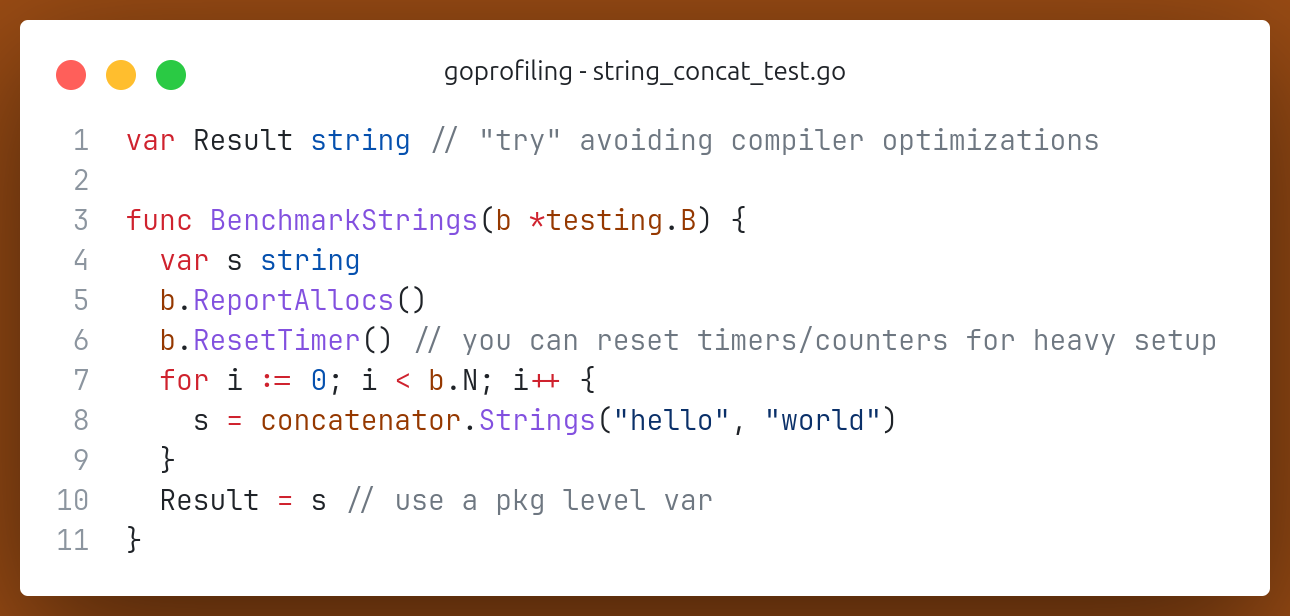 goprofiling - string_concat_test.go
1 var Result string // "try" avoiding compiler optimizations
2
3 func BenchmarkStrings(b *testing.B) {
4   var s string
5   b.ReportAllocs()
6   b.ResetTimer() // you can reset timers/counters for heavy setup
7   for i := 0; i < b.N; i++ {
8     s = concatenator.Strings("hello", "world")
9   }
10   Result = s // use a pkg level var
11 }